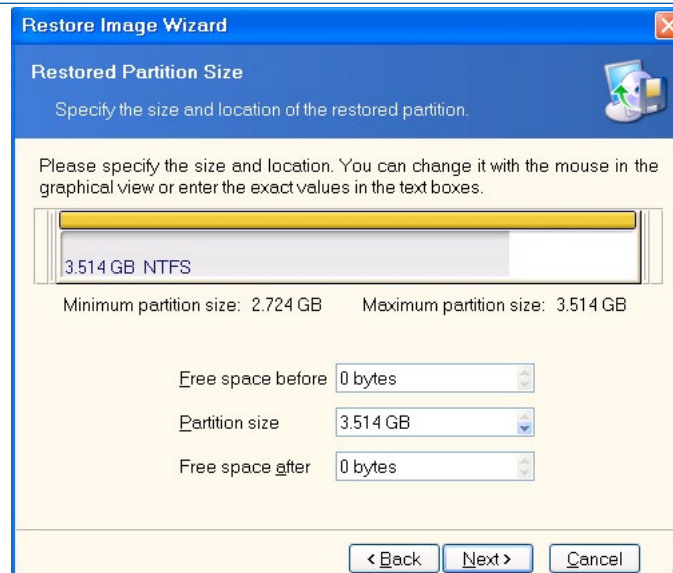 Restore Image Wizard
Restored Partition Size
Specify the size and location of the restored partition.
Please specify the size and location. You can change it with the mouse in the
graphical view or enter the exact values in the text boxes.
3.514 GB NTFS
Minimum partition size: 2.724 GB Maximum partition size: 3.514 GB
Free space before 0 bytes
Partition size 3.514 GB
Free space after 0 bytes
< Back Next > Cancel